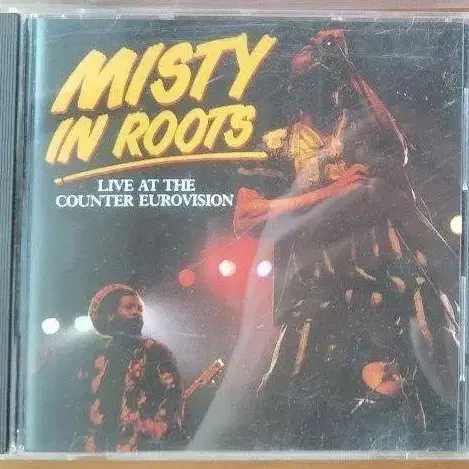 MISTY
IN ROOTS
LIVE AT THE
COUNTER EUROVISION